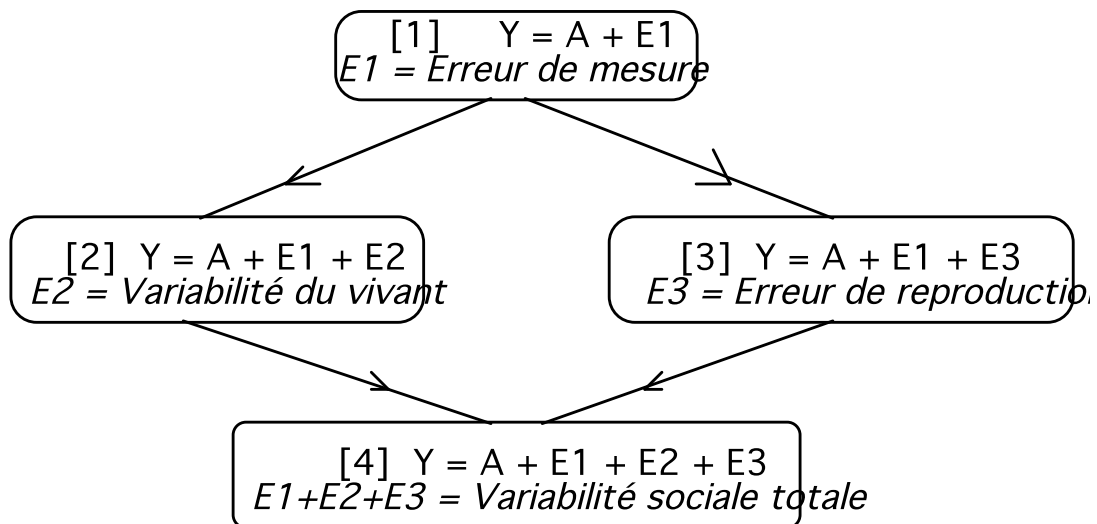 [1] Y = A + E1
E1 = Erreur de mesure
[2] Y = A + E1 + E2
E2 = Variabilité du vivant
[3] Y = A + E1 + E3
E3 = Erreur de reproductio
[4] Y = A + E1 + E2 + E3
E1+E2+E3 = Variabilité sociale totale